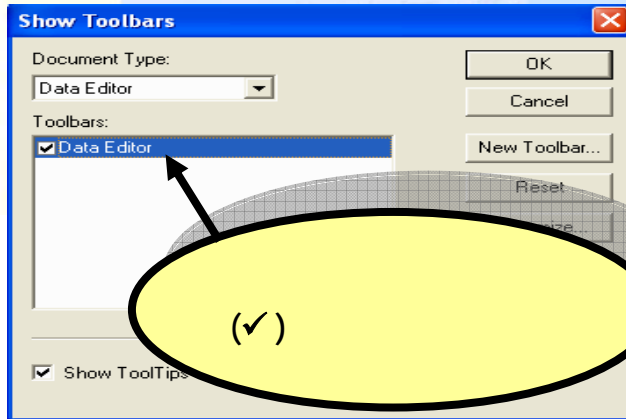 Show Toolbars
Document Type:
OK
Data Editor
Cancel
Toolbars:
Data Editor
New Toolbar...
Reset
(✓)
Show ToolTips